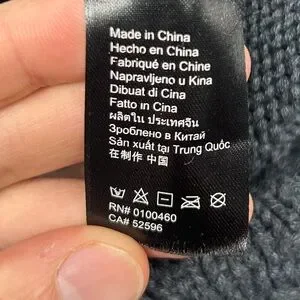 Made in China
Hecho en China
Fabriqué en Chine
Napravljeno u Kina
Dibuat di Cina
Fatto in Cina
ผลิตใน ประเทศจีน
Зроблено в Китай
Sản xuất tại Trung Quốc
在制作 中国
RN# 0100460
CA# 52596